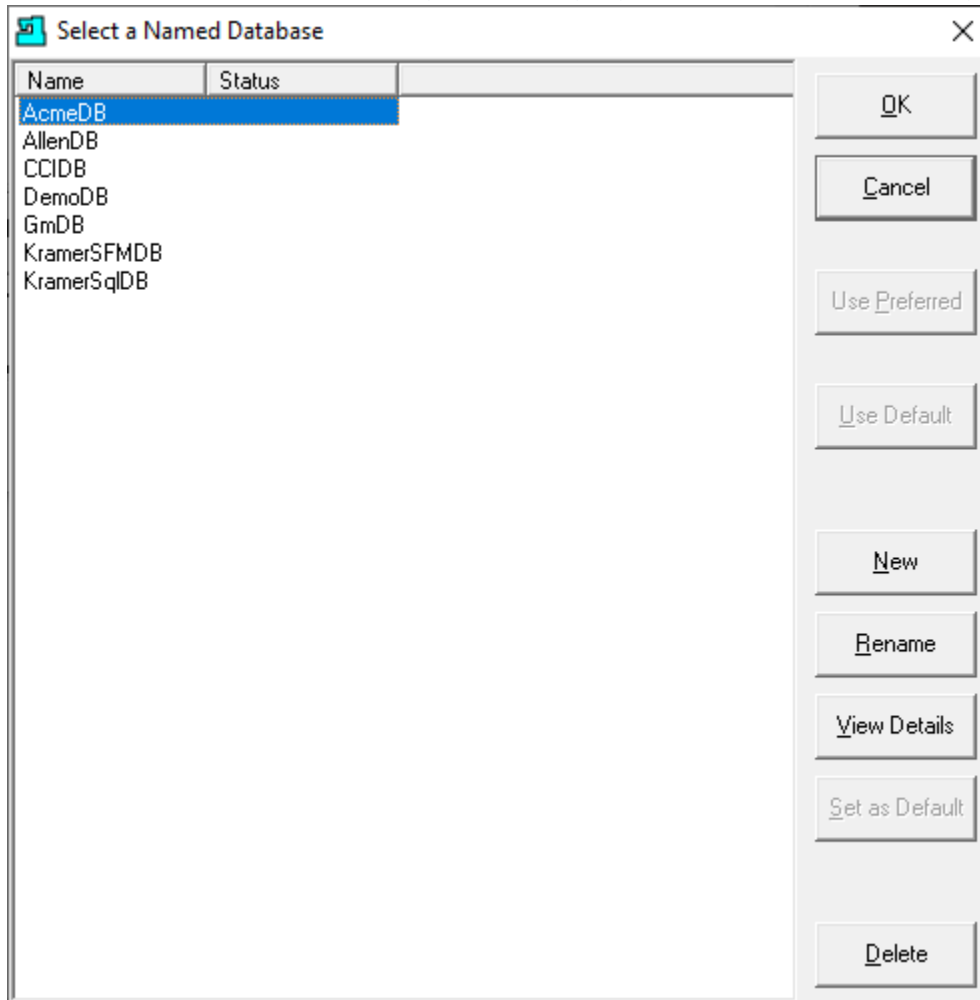 Select a Named Database
Name Status
AcmeDB
AllenDB
CCIDB
DemoDB
GmDB
KramerSFMDB
KramerSqlDB
OK
Cancel
Use Preferred
Use Default
New
Rename
View Details
Set as Default
Delete